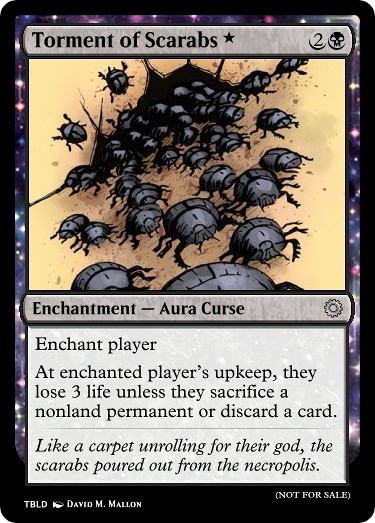 Torment of Scarabs ★ 2
Enchantment — Aura Curse
Enchant player
At enchanted player's upkeep, they
lose 3 life unless they sacrifice a
nonland permanent or discard a card.
Like a carpet unrolling for their god, the
scarabs poured out from the necropolis.
TBLD David M. Mallon
(NOT FOR SALE)